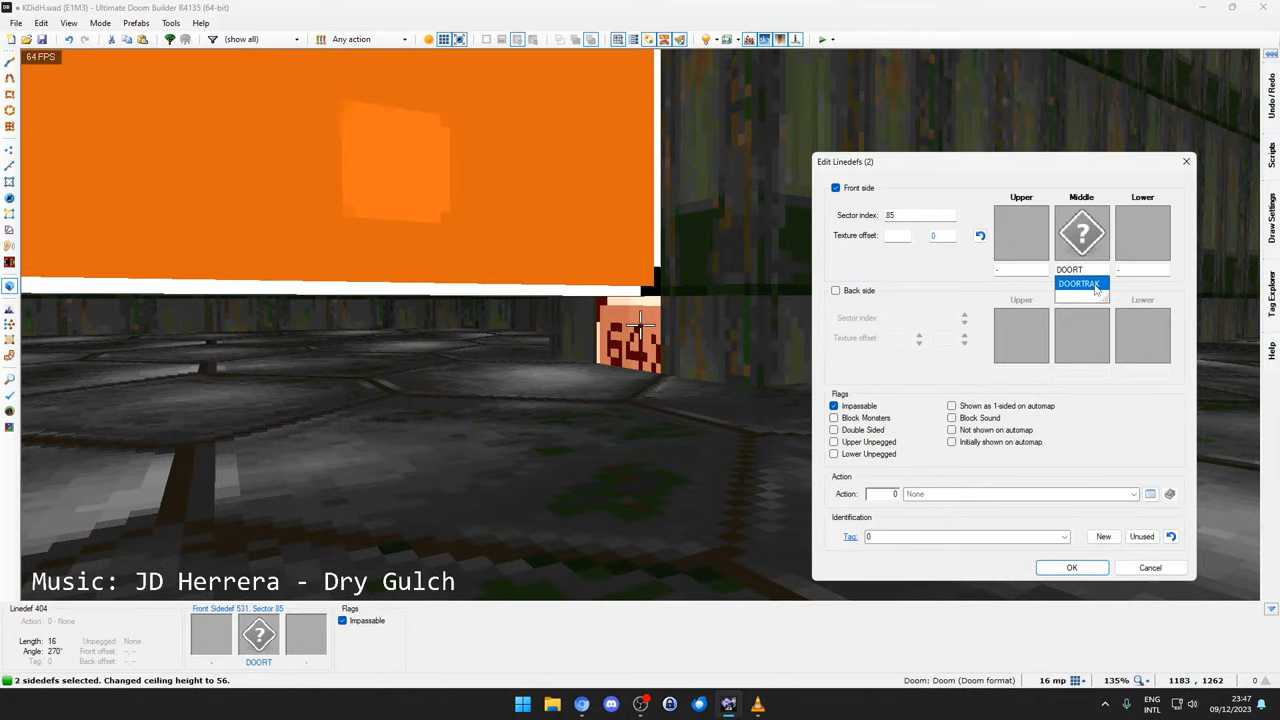 • KDidH.wad (E1M3) - Ultimate Doom Builder R4135 (64-bit)
File Edit View Mode Prefabs Tools Help
(show all) Any action
64 FPS
Undo / Redo
Scripts
Draw Settings
Tag Explorer
Help
64
Edit Linedefs (2)
Front side
Upper Middle Lower
Sector index: 85
Texture offset: 0
- DOORT -
DOORTRAK
Back side
Upper Lower
Sector index:
Texture offset:
Flags
Impassable Shown as 1-sided on automap
Block Monsters Block Sound
Double Sided Not shown on automap
Upper Unpegged Initially shown on automap
Lower Unpegged
Action
Action: 0 None
Identification
Tag: 0 New Unused
OK Cancel
Music: JD Herrera - Dry Gulch
Linedef 404 Front Sidedef 531. Sector 85 Flags
Action: 0 - None Impassable
Length: 16 Unpegged: None
Angle: 270° Front offset: --, --
Tag: 0 Back offset: --, --
- DOORT -
2 sidedefs selected. Changed ceiling height to 56. Doom: Doom (Doom format) 16 mp 135% 1183 , 1262 0
ENG
INTL
23:47
09/12/2023